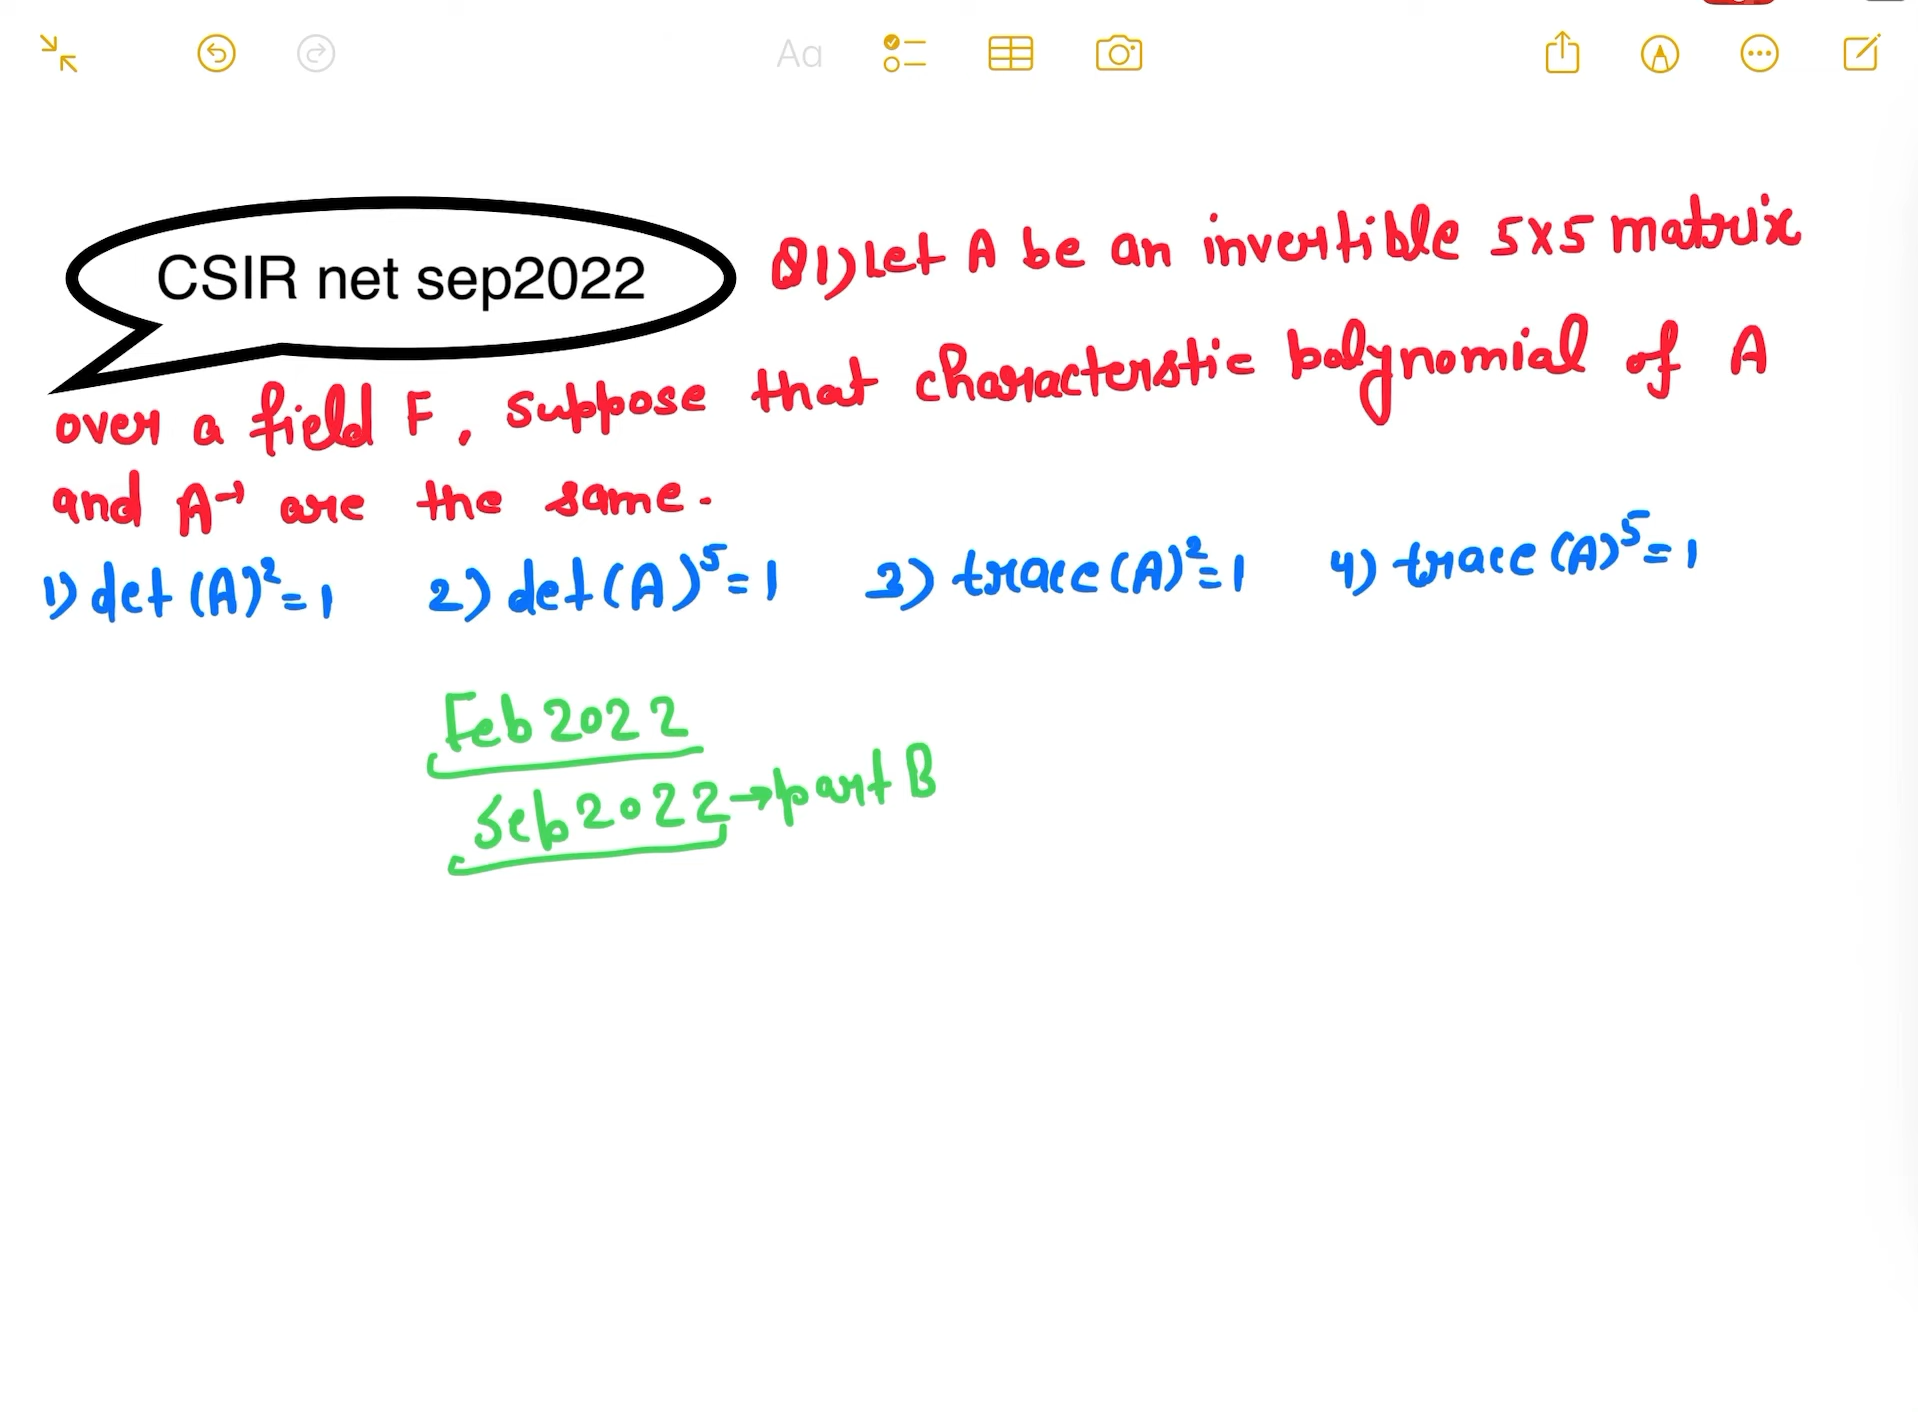 Aa
CSIR net sep2022
Q1) Let A be an invertible 5x5 matrix
over a field F, suppose that characterstic polynomial of A
and A⁻¹ are the same.
1) det (A)² = 1 2) det (A)⁵ = 1 3) trace (A)² = 1 4) trace (A)⁵ = 1
Feb 2022
Sep 2022 → part B